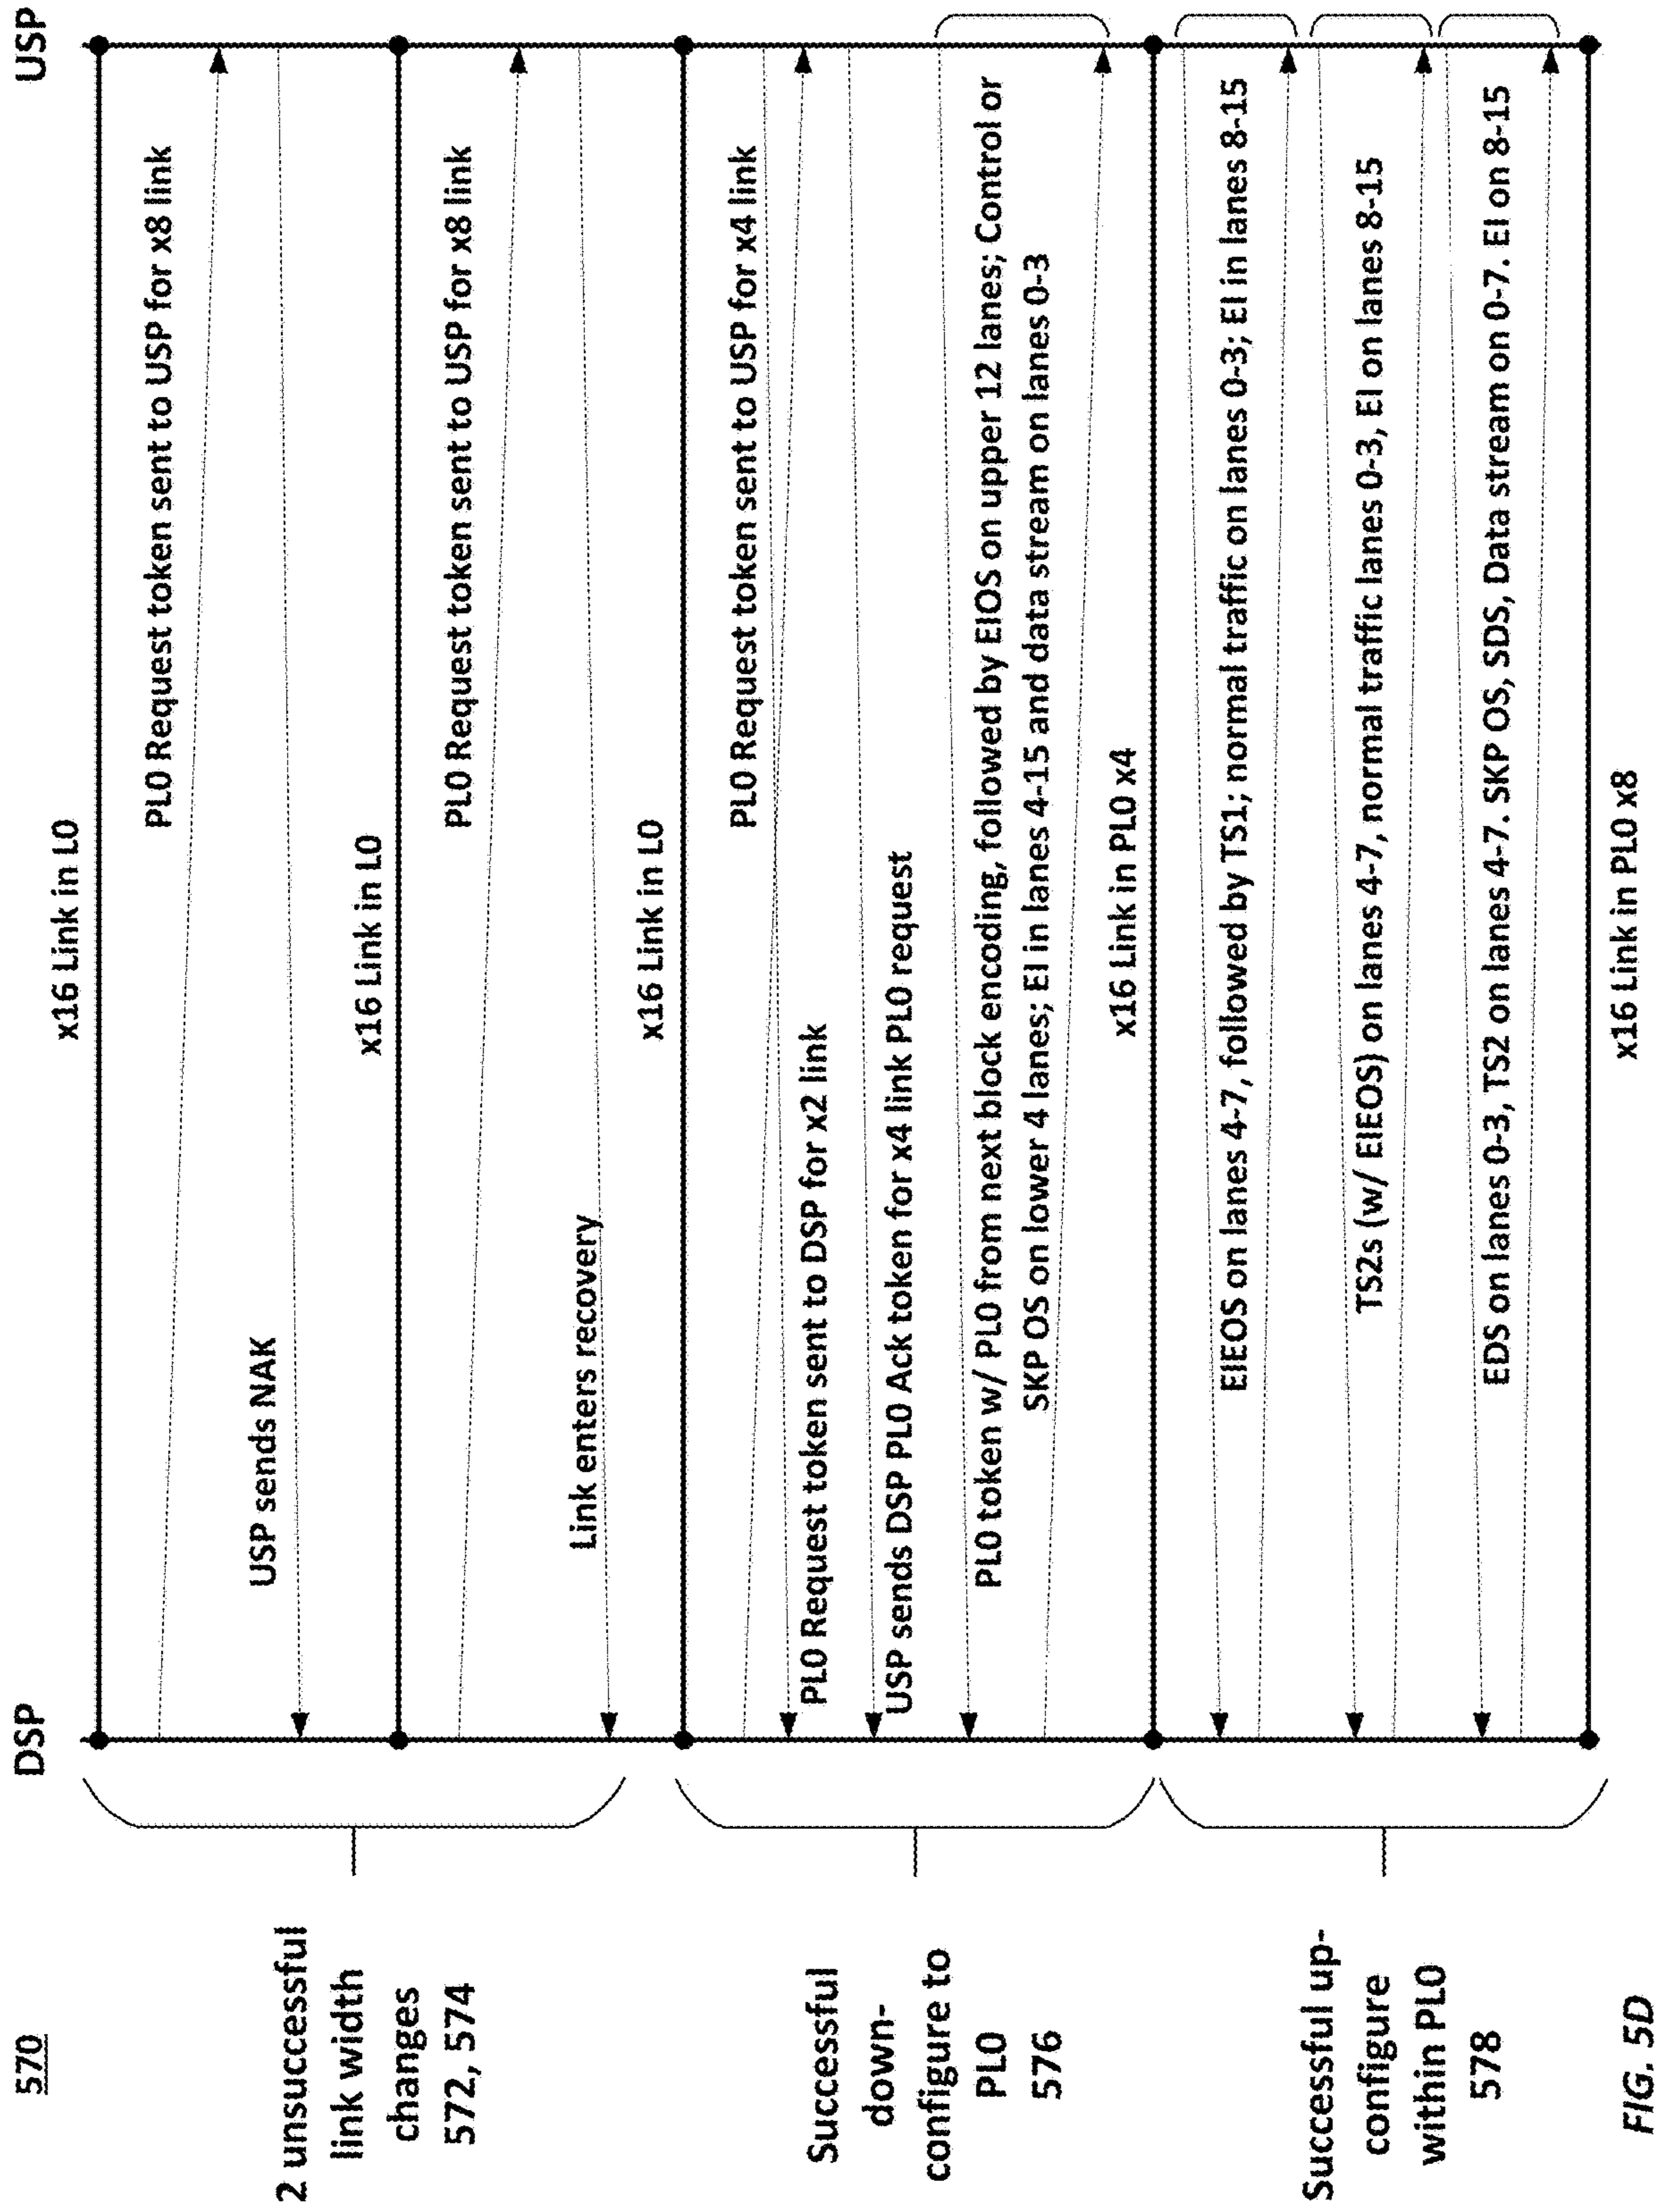 570
DSP
USP
x16 Link in L0
PL0 Request token sent to USP for x8 link
USP sends NAK
x16 Link in L0
PL0 Request token sent to USP for x8 link
Link enters recovery
x16 Link in L0
2 unsuccessful
link width
changes
572, 574
PL0 Request token sent to USP for x4 link
PL0 Request token sent to DSP for x2 link
USP sends DSP PL0 Ack token for x4 link PL0 request
PL0 token w/ PL0 from next block encoding, followed by EIOS on upper 12 lanes; Control or
SKP OS on lower 4 lanes; EI in lanes 4-15 and data stream on lanes 0-3
x16 Link in PL0 x4
Successful
down-
configure to
PL0
576
EIEOS on lanes 4-7, followed by TS1; normal traffic on lanes 0-3; EI in lanes 8-15
TS2s (w/ EIEOS) on lanes 4-7, normal traffic lanes 0-3, EI on lanes 8-15
EDS on lanes 0-3, TS2 on lanes 4-7. SKP OS, SDS, Data stream on 0-7. EI on 8-15
x16 Link in PL0 x8
Successful up-
configure
within PL0
578
FIG. 5D